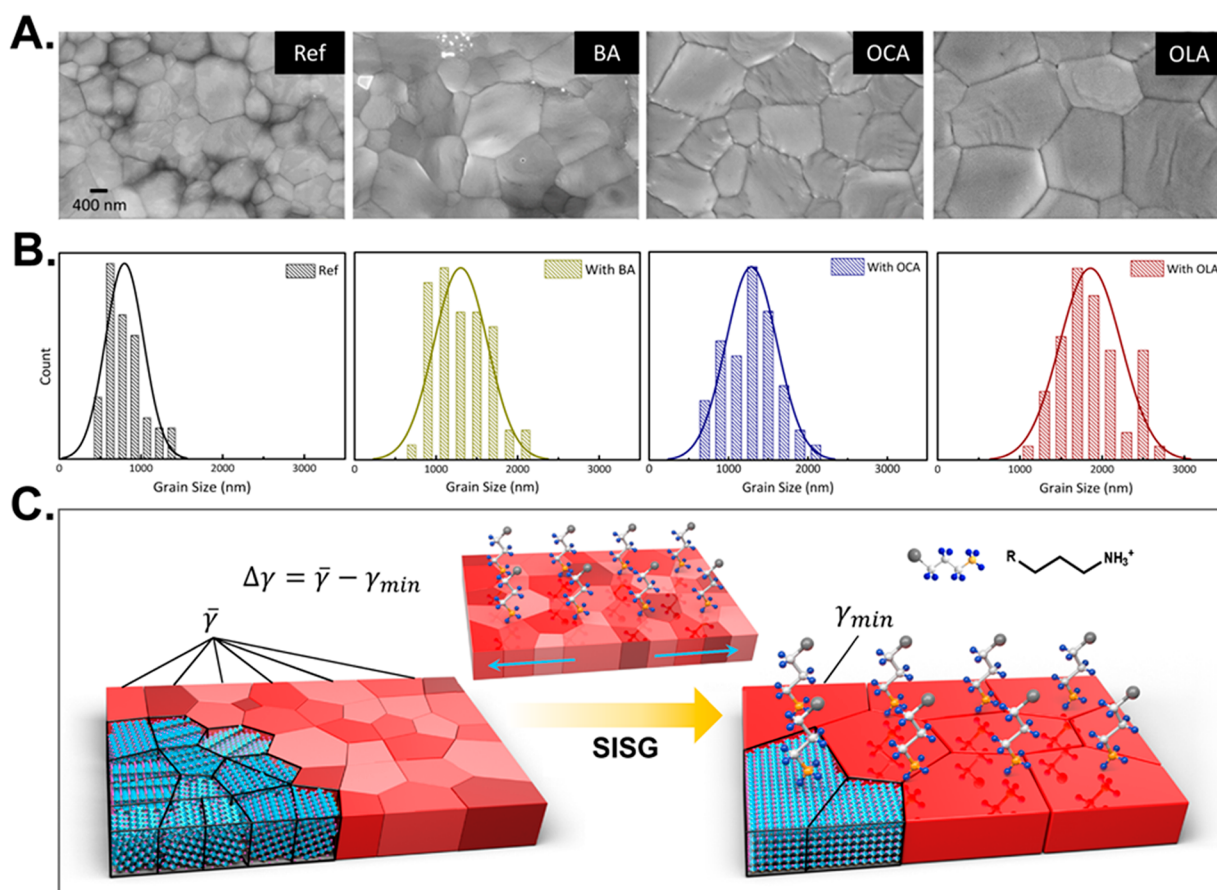 A.
Ref
BA
OCA
OLA
400 nm
B.
Count
Ref
With BA
With OCA
With OLA
0 1000 2000 3000
0 1000 2000 3000
0 1000 2000 3000
0 1000 2000 3000
Grain Size (nm)
Grain Size (nm)
Grain Size (nm)
Grain Size (nm)
C.
Δγ = γ̄ − γmin
γ̄
SISG
γmin
R
NH₃⁺